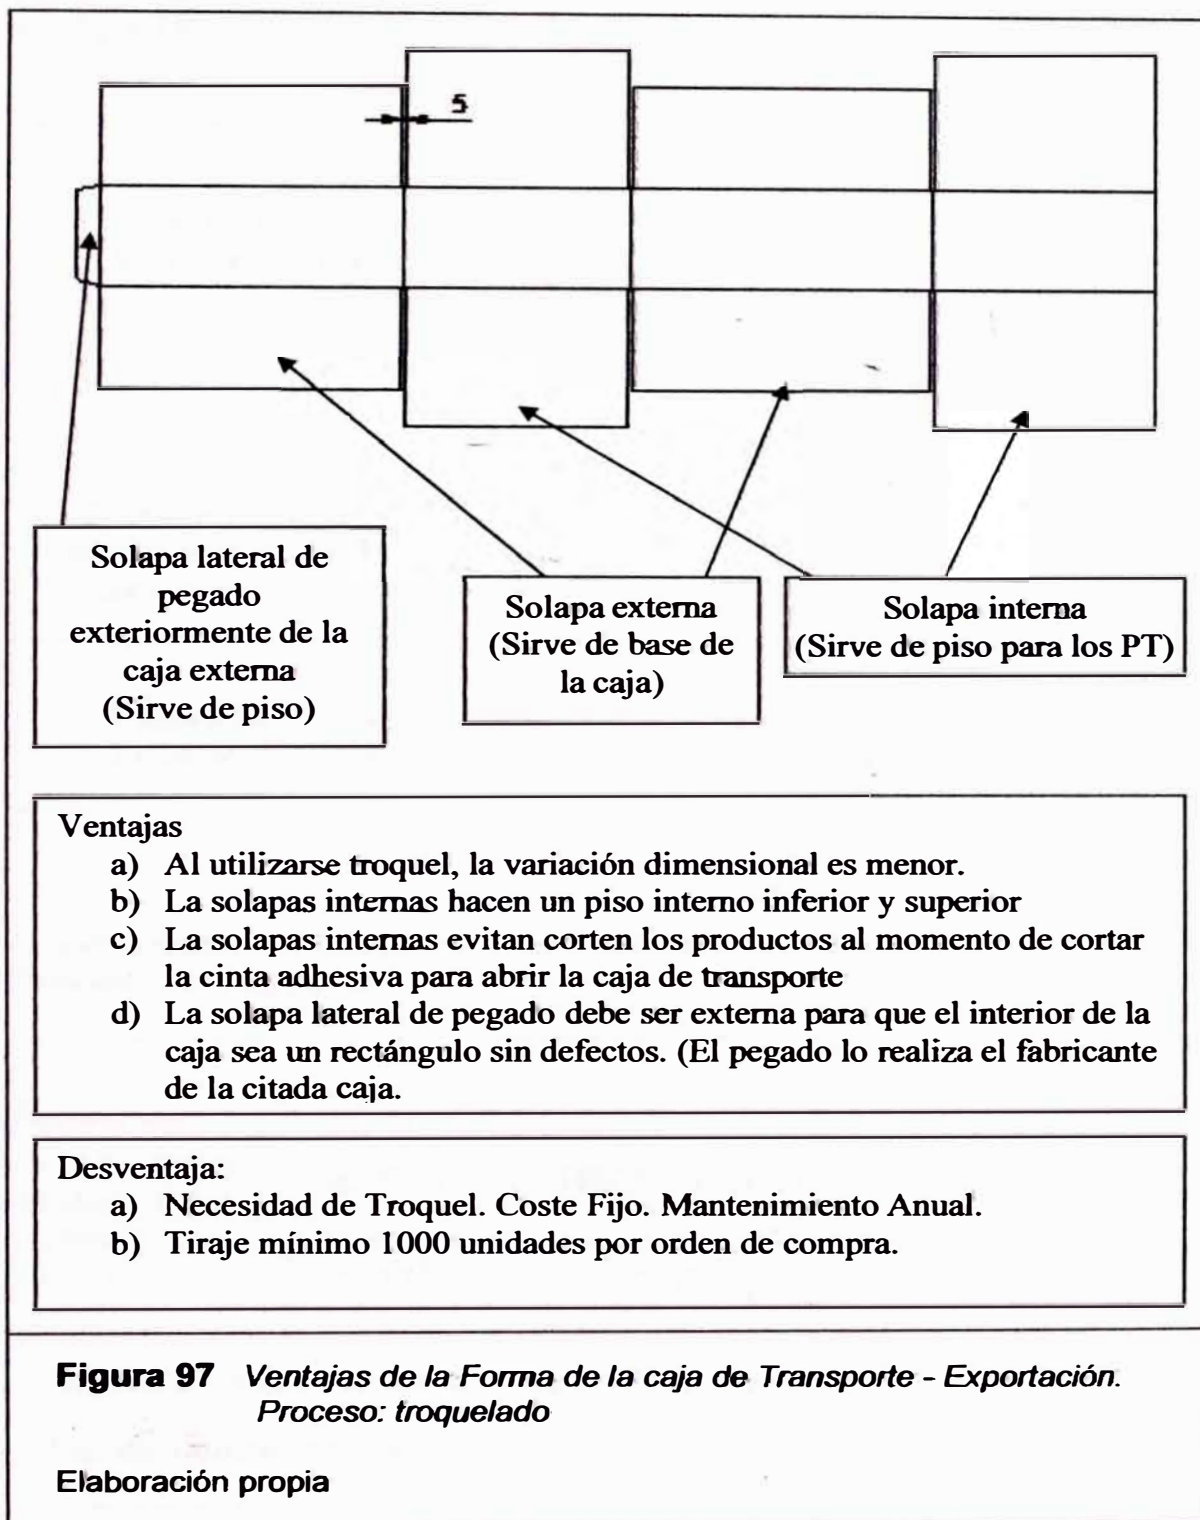 5
Solapa lateral de
pegado
exteriormente de la
caja externa
(Sirve de piso)
Solapa externa
(Sirve de base de
la caja)
Solapa interna
(Sirve de piso para los PT)
Ventajas
a) Al utilizarse troquel, la variación dimensional es menor.
b) La solapas internas hacen un piso interno inferior y superior
c) La solapas internas evitan corten los productos al momento de cortar
la cinta adhesiva para abrir la caja de transporte
d) La solapa lateral de pegado debe ser externa para que el interior de la
caja sea un rectángulo sin defectos. (El pegado lo realiza el fabricante
de la citada caja.
Desventaja:
a) Necesidad de Troquel. Coste Fijo. Mantenimiento Anual.
b) Tiraje mínimo 1000 unidades por orden de compra.
Figura 97 Ventajas de la Forma de la caja de Transporte - Exportación.
Proceso: troquelado
Elaboración propia